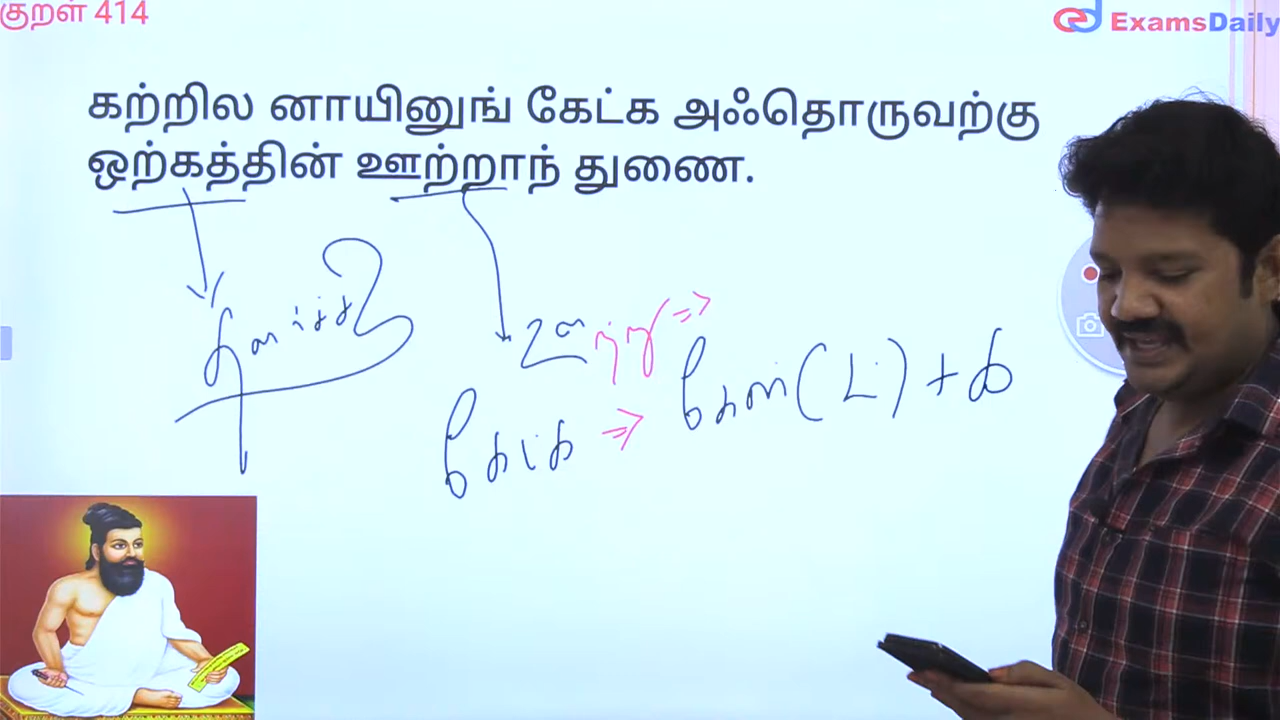 குறள் 414
ExamsDaily
கற்றில னாயினுங் கேட்க அஃதொருவற்கு
ஒற்கத்தின் ஊற்றாந் துணை.
தளர்ச்சி
ஊற்று =>
கேட்க => கேள்(ட்) + க